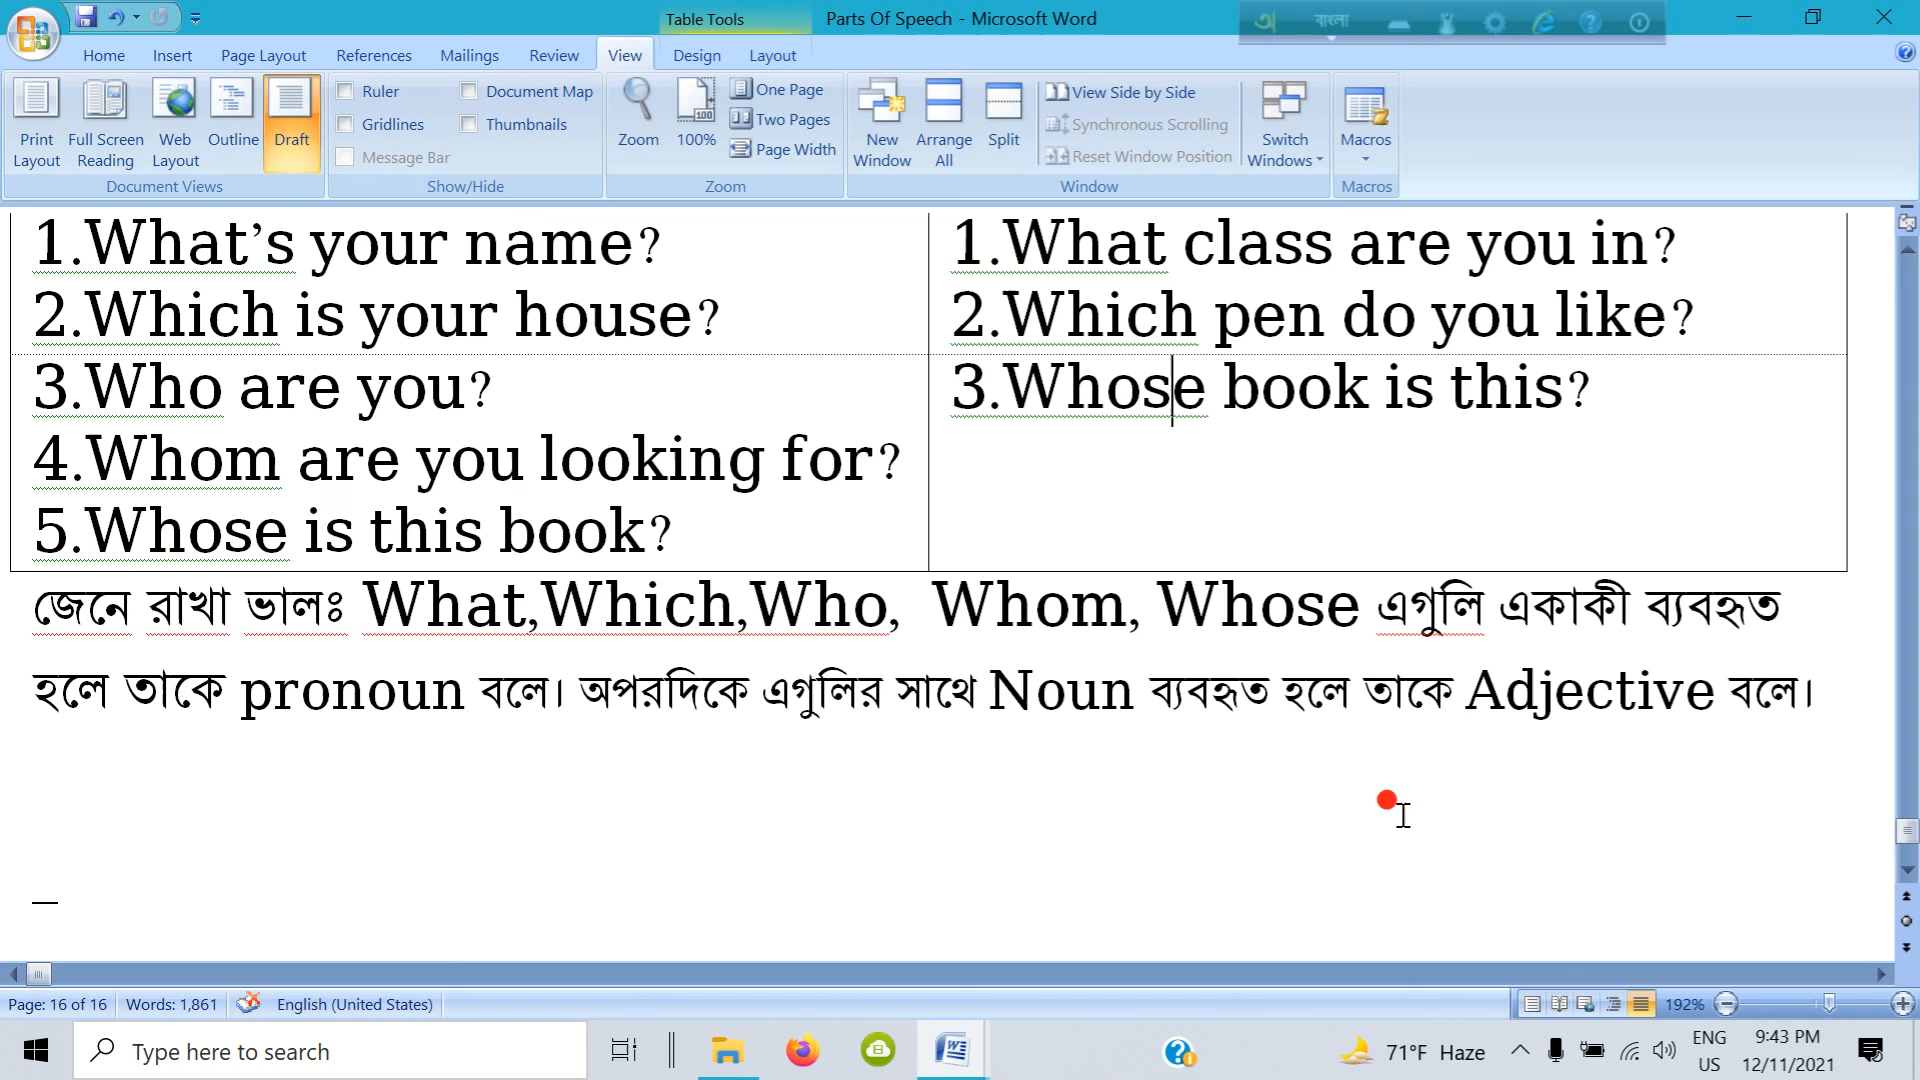 Table Tools
Parts Of Speech - Microsoft Word
বাংলা
Home Insert Page Layout References Mailings Review View Design Layout
Print Layout
Full Screen Reading
Web Layout
Outline
Draft
Document Views
Ruler
Gridlines
Message Bar
Document Map
Thumbnails
Show/Hide
Zoom
100%
One Page
Two Pages
Page Width
Zoom
New Window
Arrange All
Split
View Side by Side
Synchronous Scrolling
Reset Window Position
Window
Switch Windows
Macros
Macros
1.What’s your name?
2.Which is your house?
3.Who are you?
4.Whom are you looking for?
5.Whose is this book?
1.What class are you in?
2.Which pen do you like?
3.Whose book is this?
জেনে রাখা ভালঃ What,Which,Who, Whom, Whose এগুলি একাকী ব্যবহৃত
হলে তাকে pronoun বলে। অপরদিকে এগুলির সাথে Noun ব্যবহৃত হলে তাকে Adjective বলে।
Page: 16 of 16 Words: 1,861 English (United States) 192%
Type here to search
71°F Haze
ENG
US
9:43 PM
12/11/2021